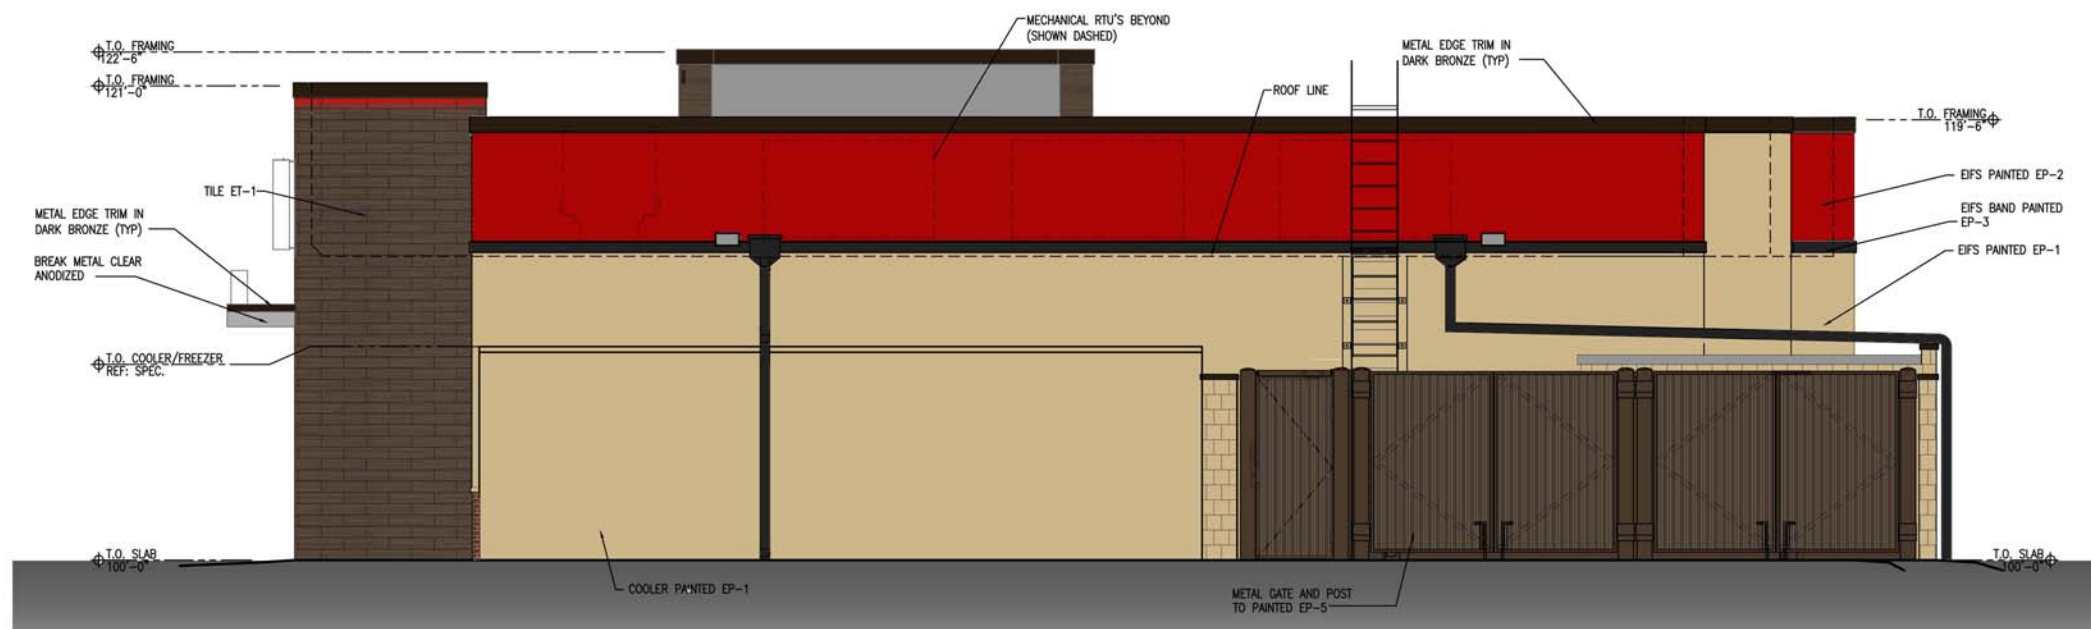 MECHANICAL RTU'S BEYOND
(SHOWN DASHED)
T.O. FRAMING
122'-6"
METAL EDGE TRIM IN
DARK BRONZE (TYP)
T.O. FRAMING
121'-0"
ROOF LINE
T.O. FRAMING
119'-6"
TILE ET-1
EIFS PAINTED EP-2
METAL EDGE TRIM IN
DARK BRONZE (TYP)
EIFS BAND PAINTED
EP-3
EIFS PAINTED EP-1
BREAK METAL CLEAR
ANODIZED
T.O. COOLER/FREEZER
REF: SPEC.
T.O. SLAB
100'-0"
T.O. SLAB
100'-0"
COOLER PAINTED EP-1
METAL GATE AND POST
TO PAINTED EP-5